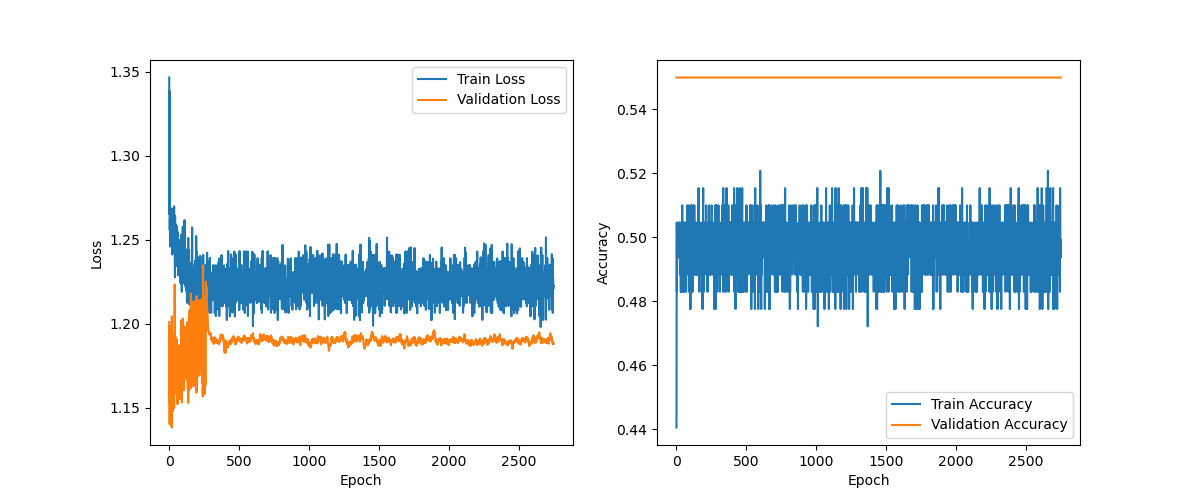 1.35
1.30
1.25
1.20
1.15
Loss
0
500
1000
1500
2000
2500
Epoch
Train Loss
Validation Loss
0.54
0.52
0.50
0.48
0.46
0.44
Accuracy
0
500
1000
1500
2000
2500
Epoch
Train Accuracy
Validation Accuracy